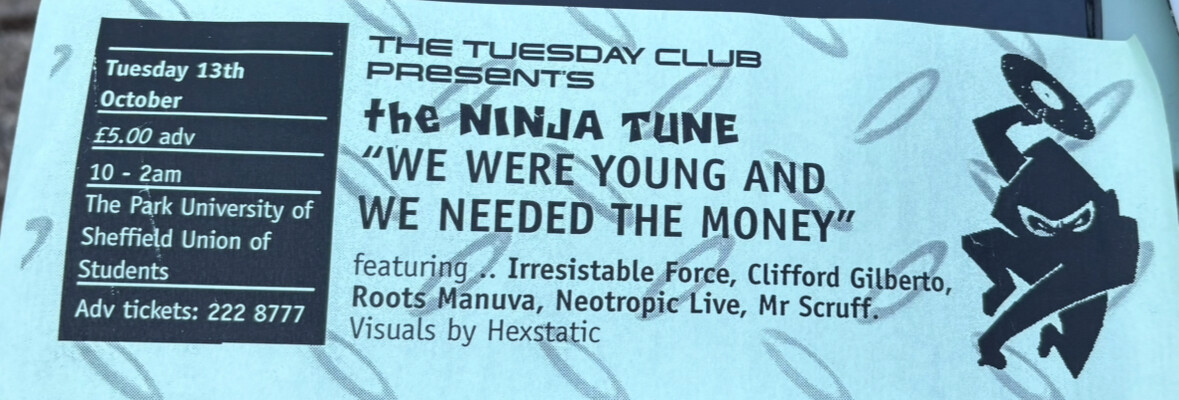 Tuesday 13th
October
£5.00 adv
10 - 2am
The Park University of
Sheffield Union of
Students
Adv tickets: 222 8777
THE TUESDAY CLUB
PRESENTS
the NINJA TUNE
"WE WERE YOUNG AND
WE NEEDED THE MONEY"
featuring .. Irresistable Force, Clifford Gilberto,
Roots Manuva, Neotropic Live, Mr Scruff.
Visuals by Hexstatic